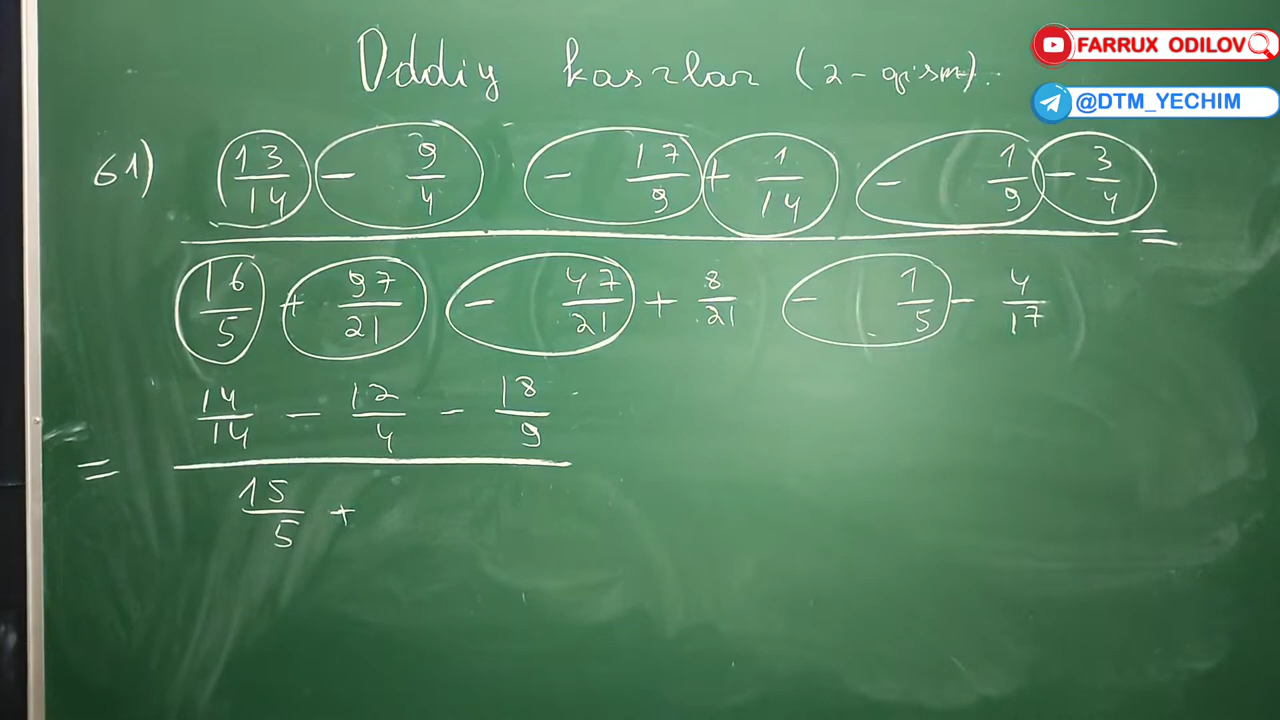 Oddiy kasrlar (2-qism).
FARRUX ODILOV
@DTM_YECHIM
61) 13/14 - 9/4 - 17/9 + 1/14 - 1/9 - 3/4 =
16/5 + 97/21 - 47/21 + 8/21 - 1/5 - 4/17
= 14/14 - 12/4 - 18/9
15/5 +